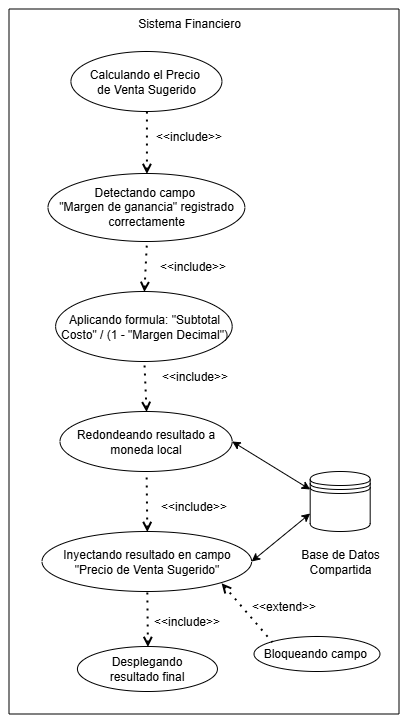 Sistema Financiero
Calculando el Precio
de Venta Sugerido
<<include>>
Detectando campo
"Margen de ganancia" registrado
correctamente
<<include>>
Aplicando formula: "Subtotal
Costo" / (1 - "Margen Decimal")
<<include>>
Redondeando resultado a
moneda local
<<include>>
Base de Datos
Compartida
Inyectando resultado en campo
"Precio de Venta Sugerido"
<<extend>>
<<include>>
Bloqueando campo
Desplegando
resultado final